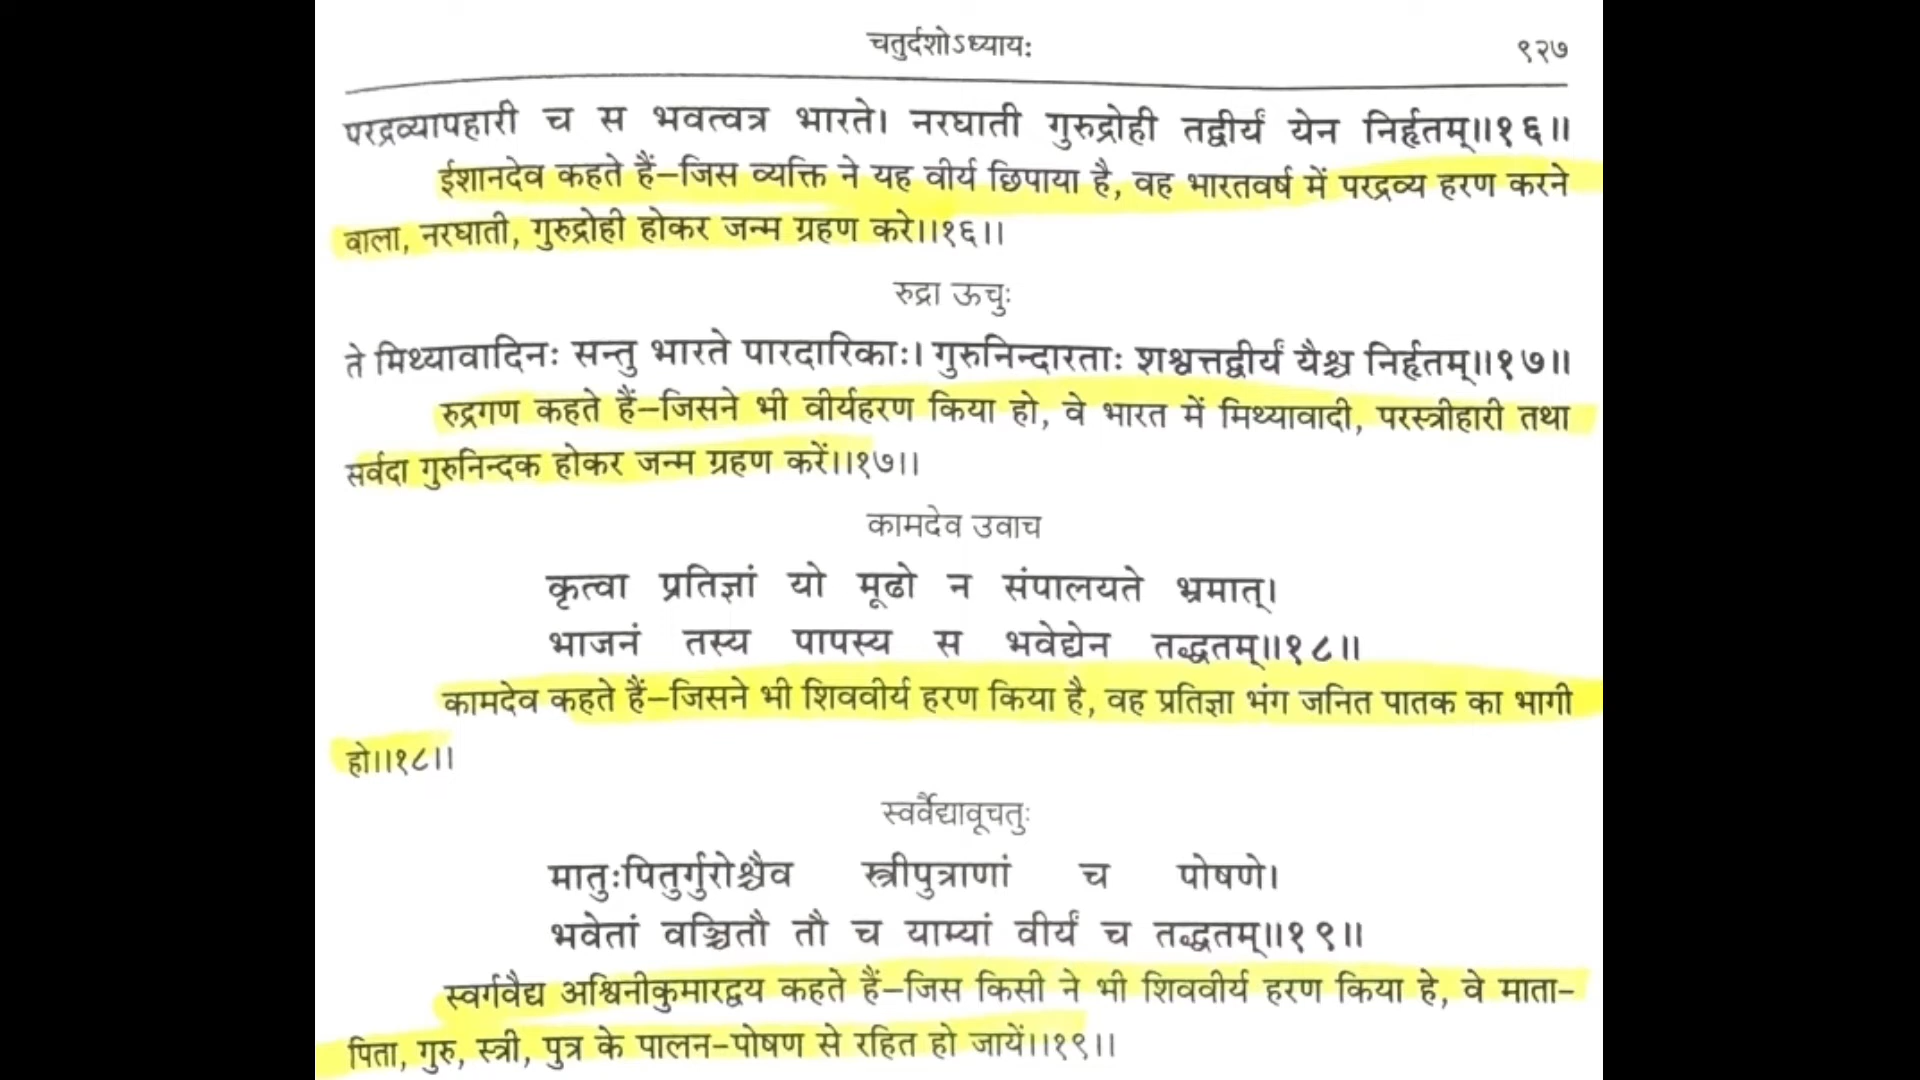 चतुर्दशोऽध्यायः ९२७
परद्रव्यापहारी च स भवत्वत्र भारते। नरघाती गुरुद्रोही तद्वीर्यं येन निर्हृतम्॥१६॥
ईशानदेव कहते हैं–जिस व्यक्ति ने यह वीर्य छिपाया है, वह भारतवर्ष में परद्रव्य हरण करने
वाला, नरघाती, गुरुद्रोही होकर जन्म ग्रहण करे।।१६।।
रुद्रा ऊचुः
ते मिथ्यावादिनः सन्तु भारते पारदारिकाः। गुरुनिन्दारताः शश्वत्तद्वीर्यं यैश्च निर्हृतम्॥१७॥
रुद्रगण कहते हैं–जिसने भी वीर्यहरण किया हो, वे भारत में मिथ्यावादी, परस्त्रीहारी तथा
सर्वदा गुरुनिन्दक होकर जन्म ग्रहण करें।।१७।।
कामदेव उवाच
कृत्वा प्रतिज्ञां यो मूढो न संपालयते भ्रमात्।
भाजनं तस्य पापस्य स भवेद्येन तद्धृतम्॥१८॥
कामदेव कहते हैं–जिसने भी शिववीर्य हरण किया है, वह प्रतिज्ञा भंग जनित पातक का भागी
हो।।१८।।
स्वर्वैद्यावूचतुः
मातुःपितुर्गुरोश्चैव स्त्रीपुत्राणां च पोषणे।
भवेतां वञ्चितौ तौ च याम्यां वीर्यं च तद्धृतम्॥१९॥
स्वर्गवैद्य अश्विनीकुमारद्वय कहते हैं–जिस किसी ने भी शिववीर्य हरण किया हे, वे माता–
पिता, गुरु, स्त्री, पुत्र के पालन-पोषण से रहित हो जायें।।१९।।